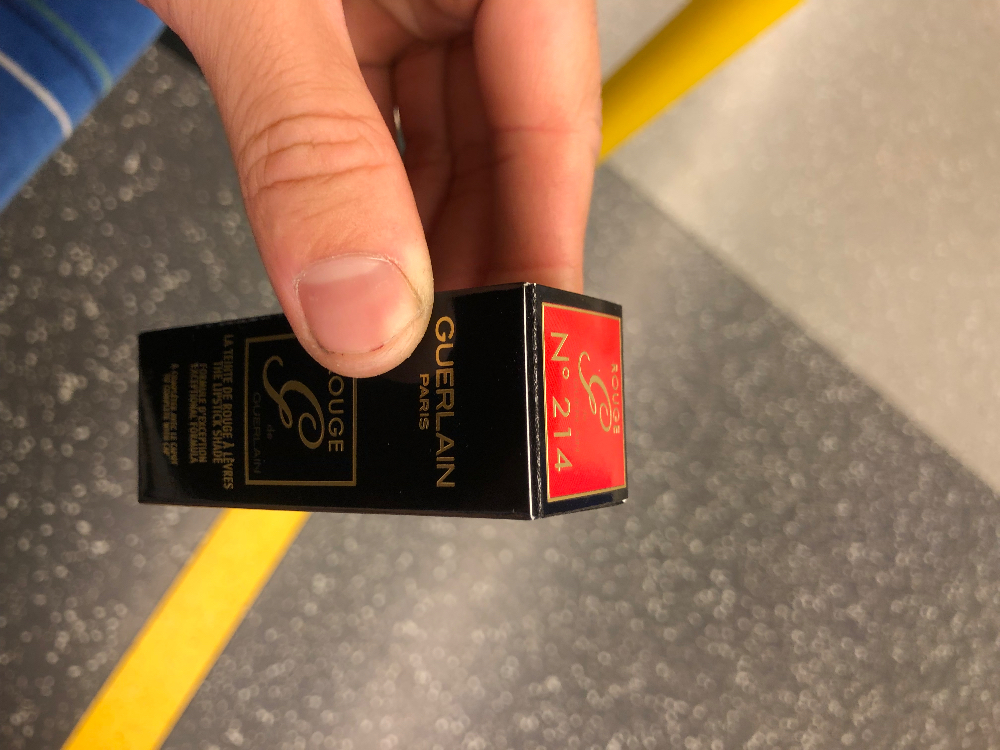 GUERLAIN
PARIS
ROUGE
G
de
GUERLAIN
LA TEINTE DE ROUGE À LÈVRES
THE LIPSTICK SHADE
FORMULE D'EXCEPTION
EXCEPTIONAL FORMULA
ROUGE
G
N° 214